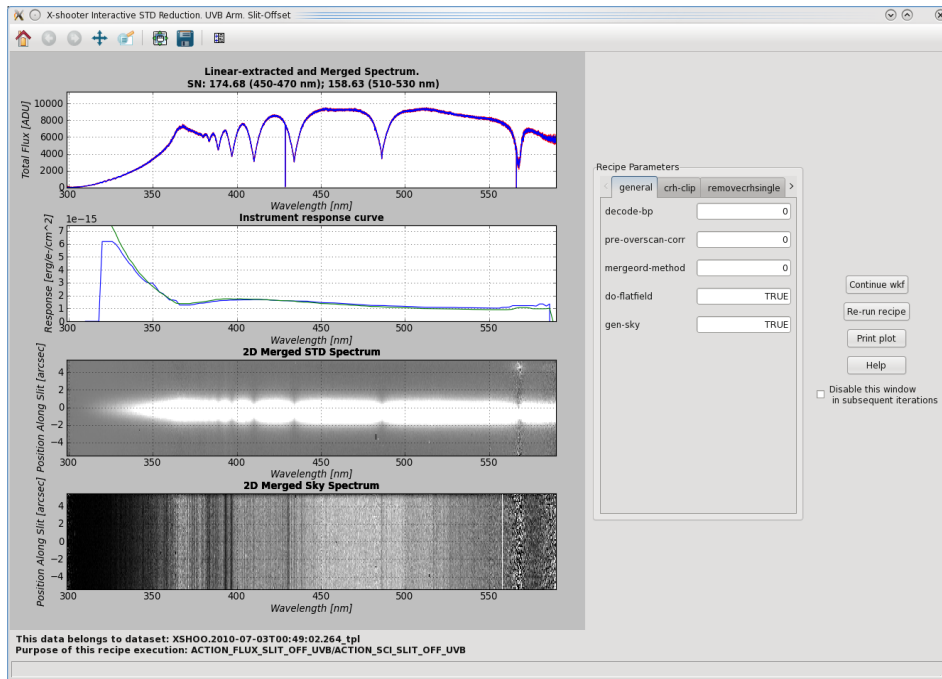 X-shooter Interactive STD Reduction. UVB Arm. Slit-Offset
Linear-extracted and Merged Spectrum.
SN: 174.68 (450-470 nm); 158.63 (510-530 nm)
Total Flux [ADU]
10000
8000
6000
4000
2000
0
300 350 400 450 500 550
Wavelength [nm]
1e-15
Instrument response curve
Response [erg/e-/cm^2]
7
6
5
4
3
2
1
0
300 350 400 450 500 550
Wavelength [nm]
2D Merged STD Spectrum
Position Along Slit [arcsec]
4
2
0
−2
−4
300 350 400 450 500 550
Wavelength [nm]
2D Merged Sky Spectrum
Position Along Slit [arcsec]
4
2
0
−2
−4
300 350 400 450 500 550
Wavelength [nm]
Recipe Parameters
general crh-clip removecrhsingle
decode-bp 0
pre-overscan-corr 0
mergeord-method 0
do-flatfield TRUE
gen-sky TRUE
Continue wkf
Re-run recipe
Print plot
Help
Disable this window
in subsequent iterations
This data belongs to dataset: XSHOO.2010-07-03T00:49:02.264_tpl
Purpose of this recipe execution: ACTION_FLUX_SLIT_OFF_UVB/ACTION_SCI_SLIT_OFF_UVB